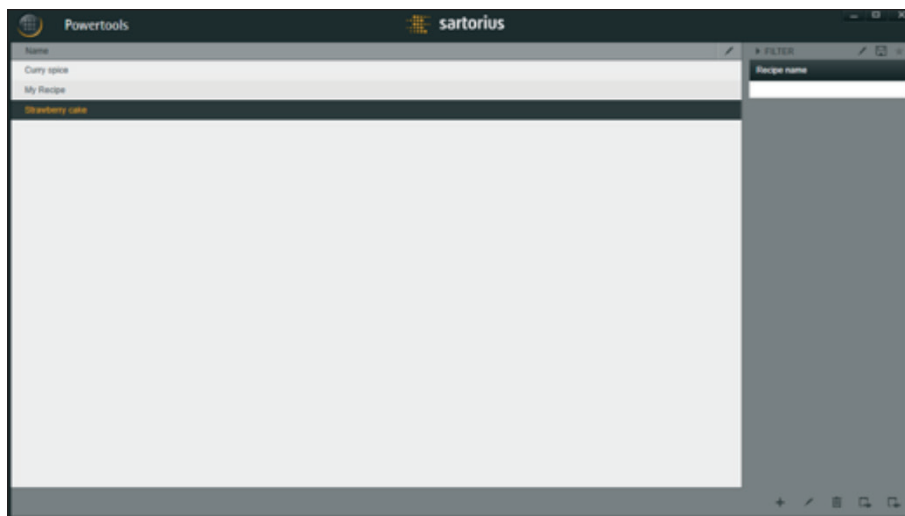 Powertools
sartorius
Name
FILTER
Curry spice
Recipe name
My Recipe
Strawberry cake